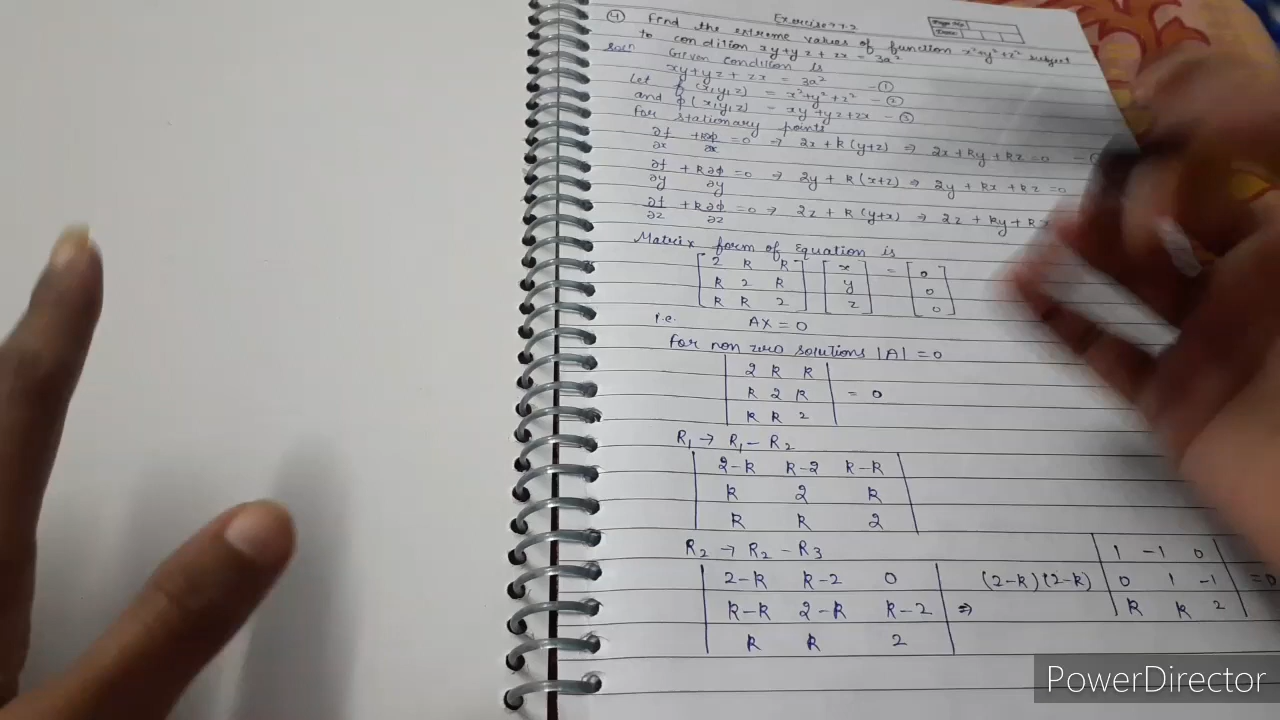 Exercise 7.2
Page No
Date
④ Find the extreme values of function x²+y²+z² subject
to condition xy+yz+zx = 3a²
Soln Given condition is
xy+yz+zx = 3a² -①
Let f(x,y,z) = x²+y²+z² -②
and ϕ(x,y,z) = xy+yz+zx -③
for stationary points
∂f/∂x + k∂ϕ/∂x = 0 → 2x + k(y+z) ⇒ 2x + ky + kz = 0
∂f/∂y + k∂ϕ/∂y = 0 ⇒ 2y + k(x+z) ⇒ 2y + kx + kz = 0
∂f/∂z + k∂ϕ/∂z = 0 ⇒ 2z + k(y+x) ⇒ 2z + ky + k
Matrix form of Equation is
[2 k k] [x] = [0]
[k 2 k] [y] [0]
[k k 2] [z] [0]
i.e. AX = 0
for non zero solutions |A| = 0
|2 k k|
|k 2 k| = 0
|k k 2|
R₁ → R₁ - R₂
|2-k k-2 k-k|
|k 2 k|
|k k 2|
R₂ → R₂ - R₃
|2-k k-2 0|
|k-k 2-k k-2|
|k k 2|
⇒ (2-k)(2-k) |1 -1 0|
|0 1 -1| = 0
|k k 2|
PowerDirector